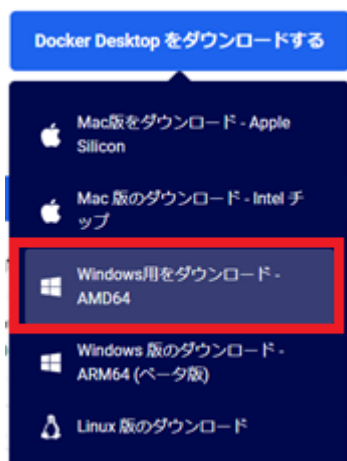 Docker Desktop をダウンロードする
Mac版をダウンロード - Apple
Silicon
Mac 版のダウンロード - Intel チ
ップ
Windows用をダウンロード -
AMD64
Windows 版のダウンロード -
ARM64 (ベータ版)
Linux 版のダウンロード